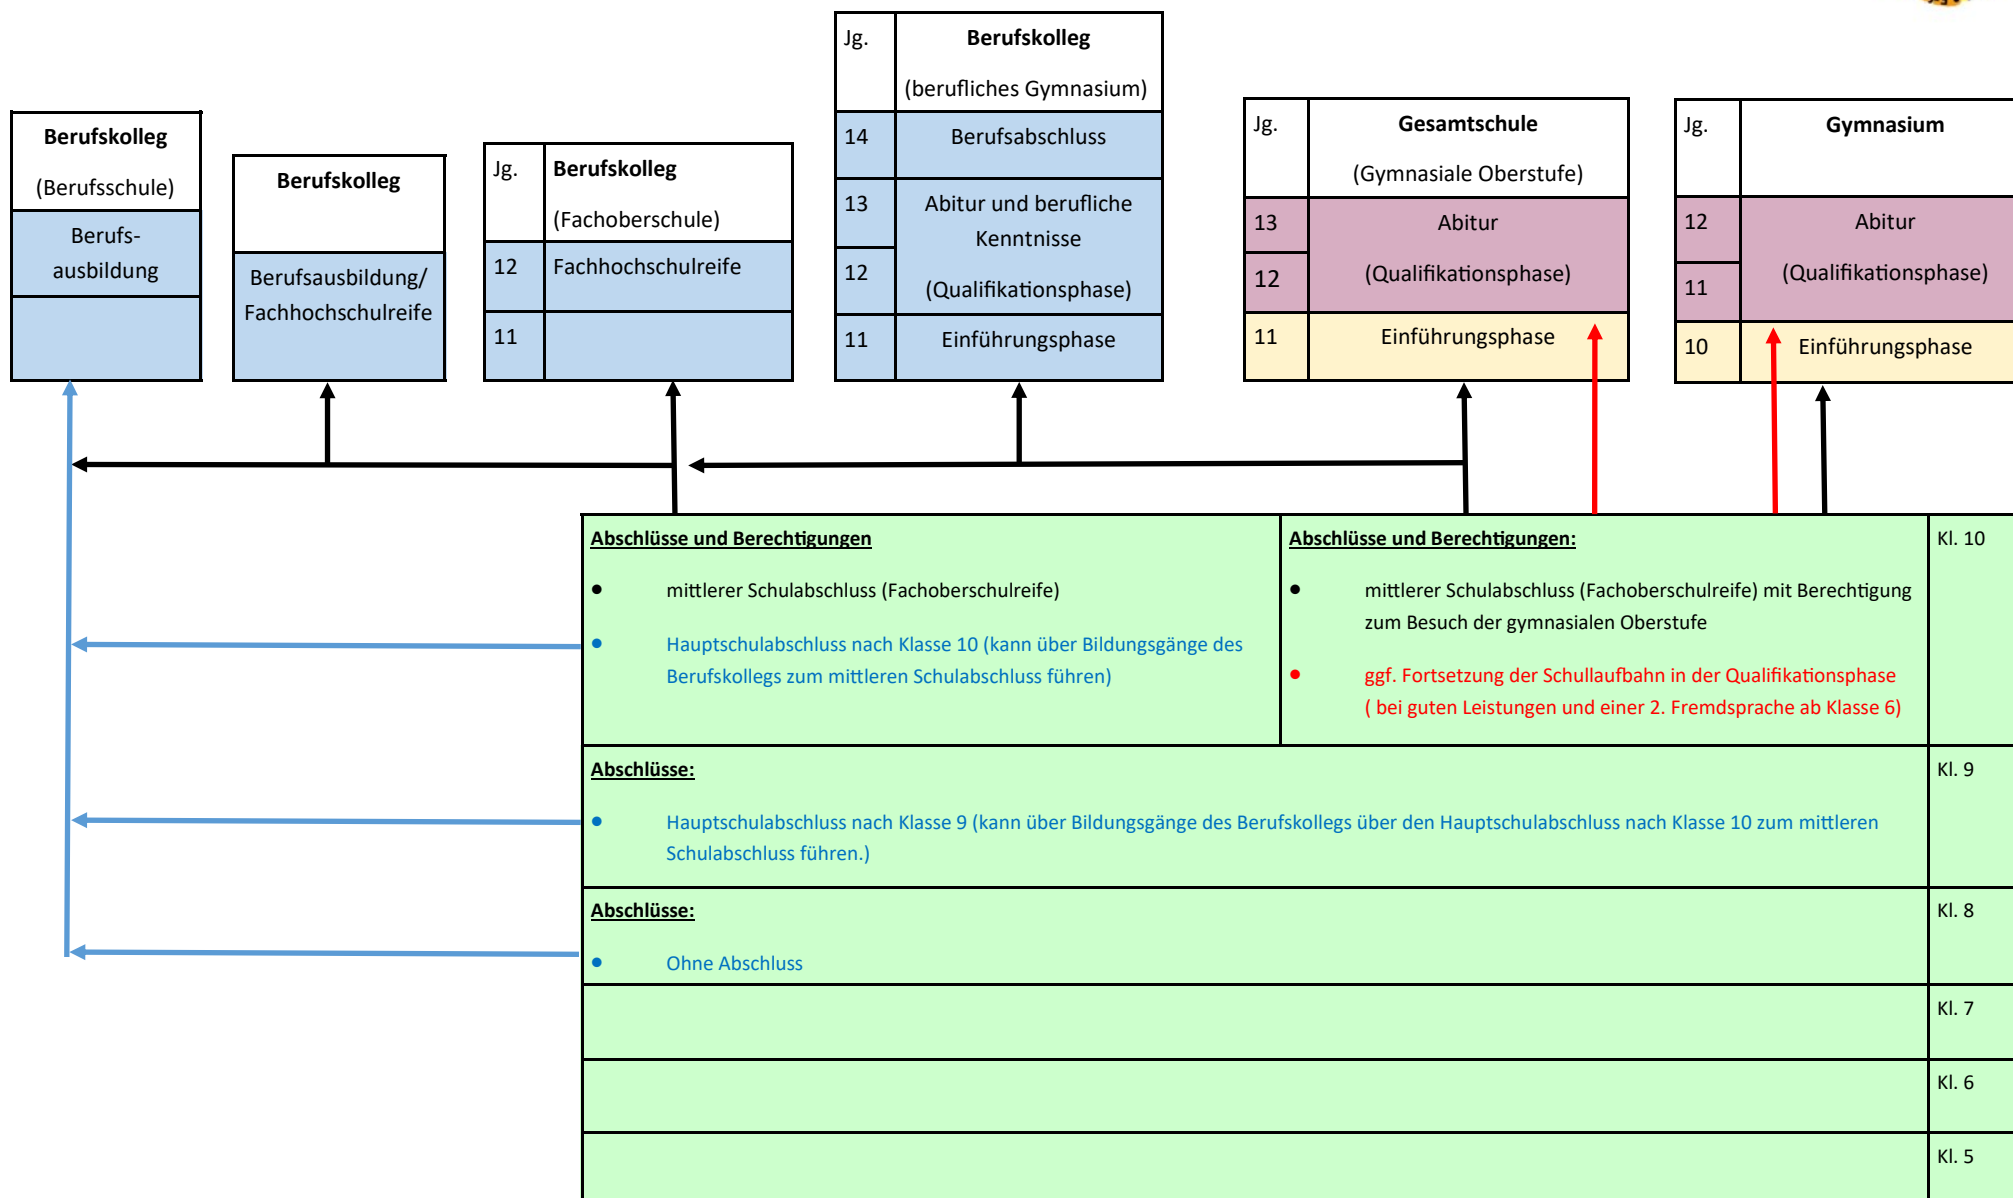 Berufskolleg
(Berufsschule)
Berufs-
ausbildung
Berufskolleg
Berufsausbildung/
Fachhochschulreife
Jg.
Berufskolleg
(Fachoberschule)
12
Fachhochschulreife
11
Jg.
Berufskolleg
(berufliches Gymnasium)
14
Berufsabschluss
13
Abitur und berufliche
Kenntnisse
12
(Qualifikationsphase)
11
Einführungsphase
Jg.
Gesamtschule
(Gymnasiale Oberstufe)
13
Abitur
12
(Qualifikationsphase)
11
Einführungsphase
Jg.
Gymnasium
12
Abitur
(Qualifikationsphase)
11
10
Einführungsphase
Abschlüsse und Berechtigungen
• mittlerer Schulabschluss (Fachoberschulreife)
• Hauptschulabschluss nach Klasse 10 (kann über Bildungsgänge des
Berufskollegs zum mittleren Schulabschluss führen)
Abschlüsse und Berechtigungen:
• mittlerer Schulabschluss (Fachoberschulreife) mit Berechtigung
zum Besuch der gymnasialen Oberstufe
• ggf. Fortsetzung der Schullaufbahn in der Qualifikationsphase
( bei guten Leistungen und einer 2. Fremdsprache ab Klasse 6)
Kl. 10
Abschlüsse:
• Hauptschulabschluss nach Klasse 9 (kann über Bildungsgänge des Berufskollegs über den Hauptschulabschluss nach Klasse 10 zum mittleren
Schulabschluss führen.)
Kl. 9
Abschlüsse:
• Ohne Abschluss
Kl. 8
Kl. 7
Kl. 6
Kl. 5